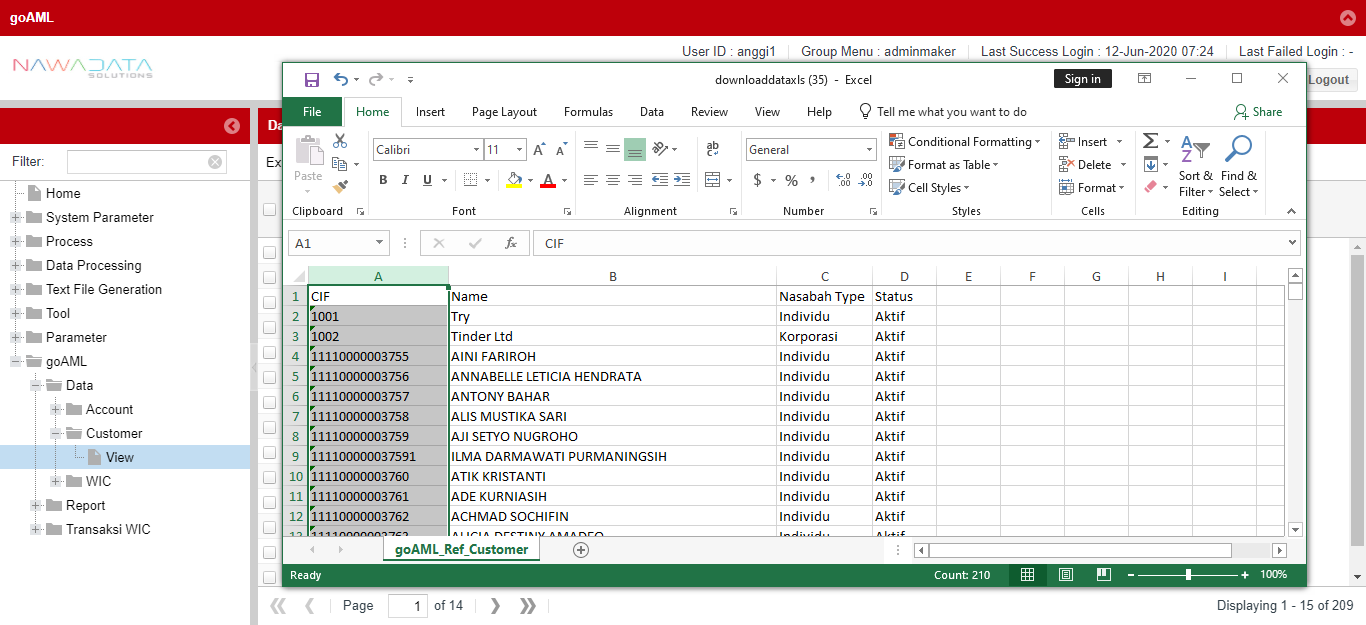 goAML
NAWADATA
SOLUTIONS
User ID : anggi1 Group Menu : adminmaker Last Success Login : 12-Jun-2020 07:24 Last Failed Login : -
Logout
downloaddataxls (35) - Excel
Sign in
File Home Insert Page Layout Formulas Data Review View Help Tell me what you want to do Share
Filter:
Home
System Parameter
Process
Data Processing
Text File Generation
Tool
Parameter
goAML
Data
Account
Customer
View
WIC
Report
Transaksi WIC
Da
Ex
Paste
Clipboard
Calibri 11
B I U
Font
ab
Alignment
General
$ % ,
Number
Conditional Formatting
Format as Table
Cell Styles
Styles
Insert
Delete
Format
Cells
Sort & Filter
Find & Select
Editing
A1 fx CIF
A B C D E F G H I
1 CIF Name Nasabah Type Status
2 1001 Try Individu Aktif
3 1002 Tinder Ltd Korporasi Aktif
4 11110000003755 AINI FARIROH Individu Aktif
5 11110000003756 ANNABELLE LETICIA HENDRATA Individu Aktif
6 11110000003757 ANTONY BAHAR Individu Aktif
7 11110000003758 ALIS MUSTIKA SARI Individu Aktif
8 11110000003759 AJI SETYO NUGROHO Individu Aktif
9 111100000037591 ILMA DARMAWATI PURMANINGSIH Individu Aktif
10 11110000003760 ATIK KRISTANTI Individu Aktif
11 11110000003761 ADE KURNIASIH Individu Aktif
12 11110000003762 ACHMAD SOCHIFIN Individu Aktif
13 11110000003763 ALICIA DESTINY AMADEO Individu Aktif
goAML_Ref_Customer
Ready Count: 210 100%
Page 1 of 14 Displaying 1 - 15 of 209